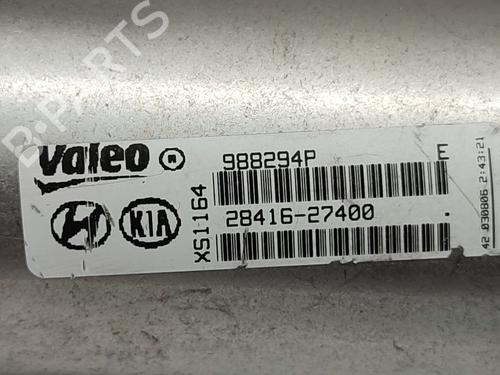 B-PARTS
Valeo ®
988294P E
XS1164
KIA
28416-27400 .
42 030806 2:43:21